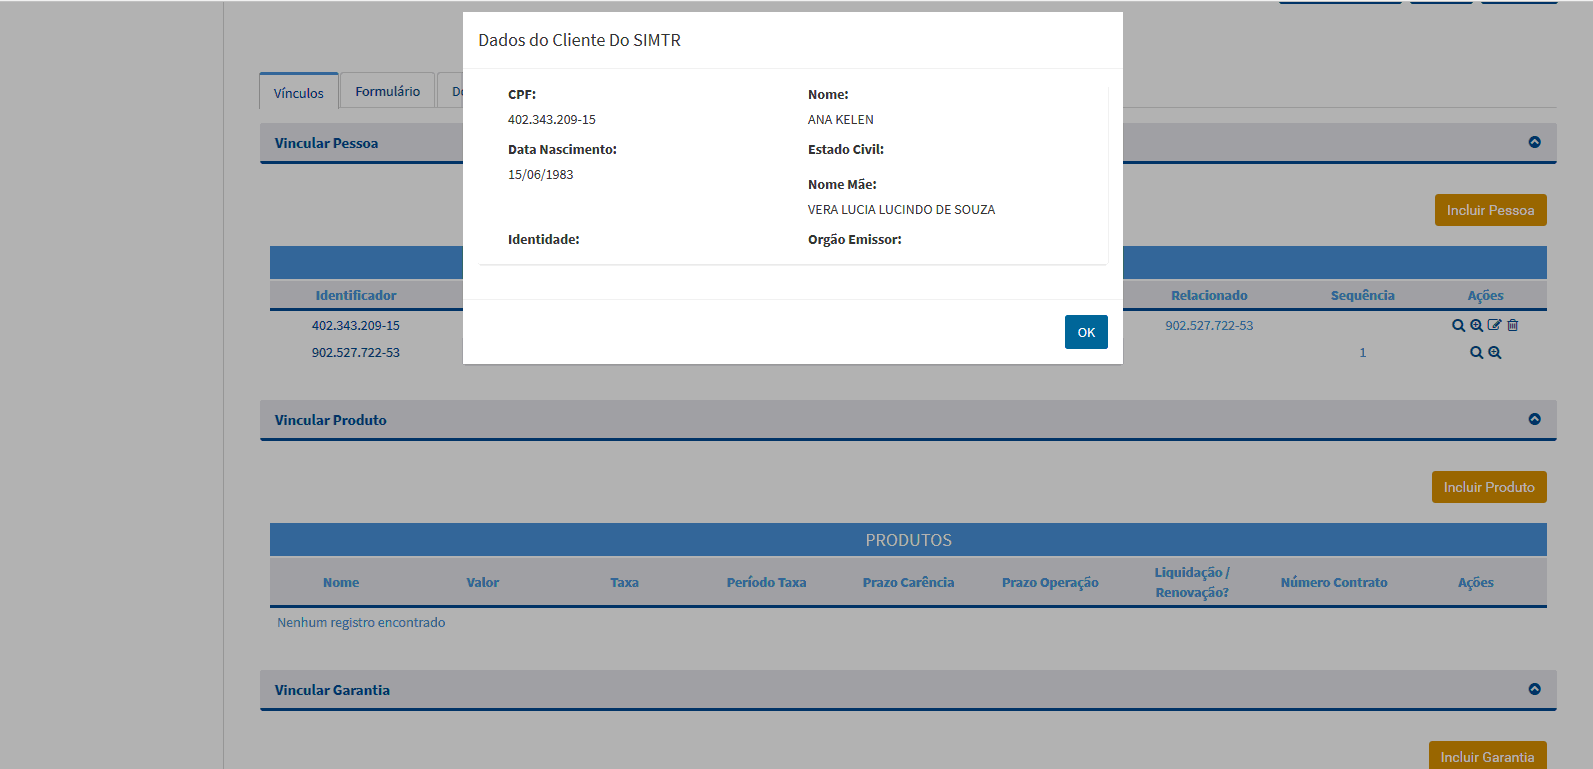 Dados do Cliente Do SIMTR
CPF:
402.343.209-15
Nome:
ANA KELEN
Data Nascimento:
15/06/1983
Estado Civil:
Nome Mãe:
VERA LUCIA LUCINDO DE SOUZA
Identidade:
Orgão Emissor:
OK
Vínculos
Formulário
Vincular Pessoa
Incluir Pessoa
Identificador
Relacionado
Sequência
Ações
402.343.209-15
902.527.722-53
902.527.722-53
1
Vincular Produto
Incluir Produto
PRODUTOS
Nome
Valor
Taxa
Período Taxa
Prazo Carência
Prazo Operação
Liquidação /
Renovação?
Número Contrato
Ações
Nenhum registro encontrado
Vincular Garantia
Incluir Garantia